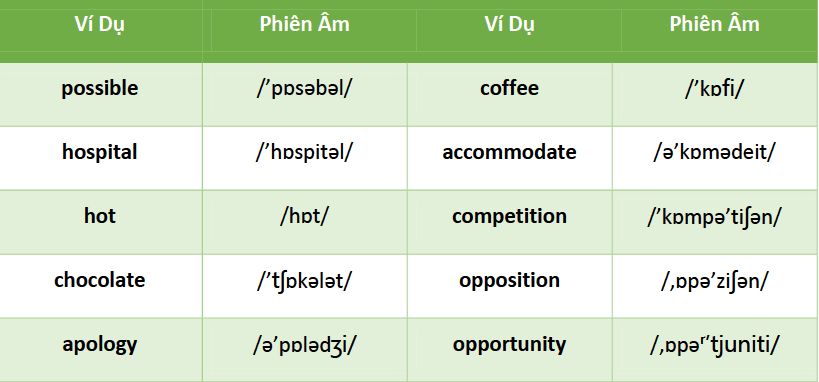 Ví Dụ Phiên Âm Ví Dụ Phiên Âm
possible /’pɒsəbəl/ coffee /’kɒfi/
hospital /’hɒspitəl/ accommodate /ə’kɒmədeit/
hot /hɒt/ competition /’kɒmpə’tiʃən/
chocolate /’tʃɒkələt/ opposition /,ɒpə’ziʃən/
apology /ə’pɒlədʒi/ opportunity /,ɒpəʳ’tjuniti/